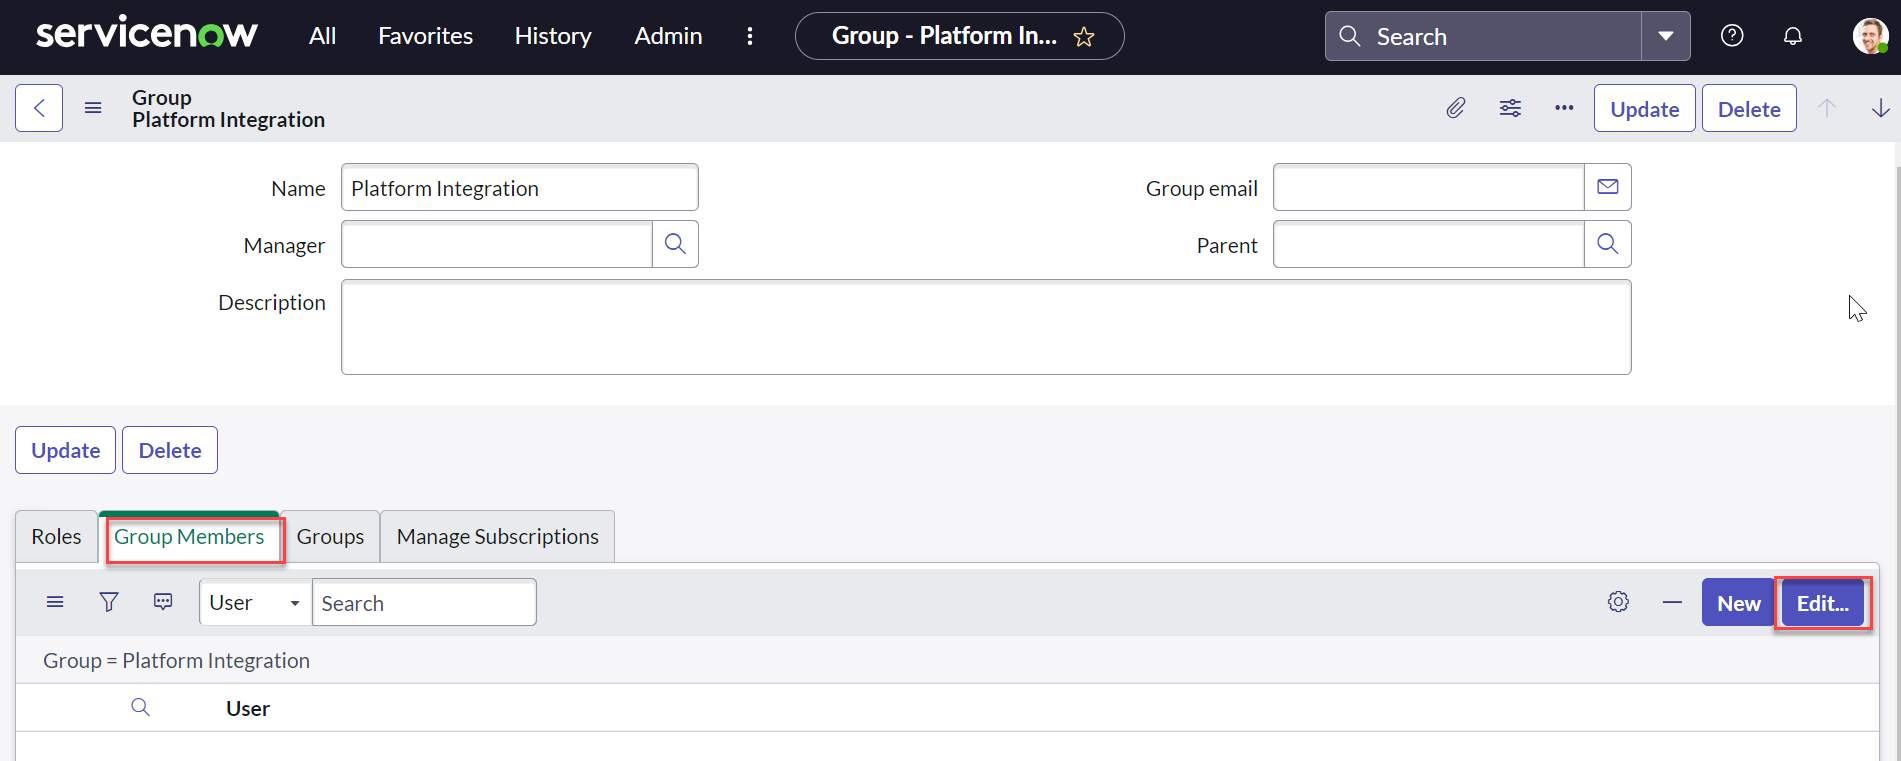 servicenow All Favorites History Admin Group - Platform In... Search
Group
Platform Integration
Update Delete
Name Platform Integration Group email
Manager Parent
Description
Update Delete
Roles Group Members Groups Manage Subscriptions
User Search New Edit...
Group = Platform Integration
User